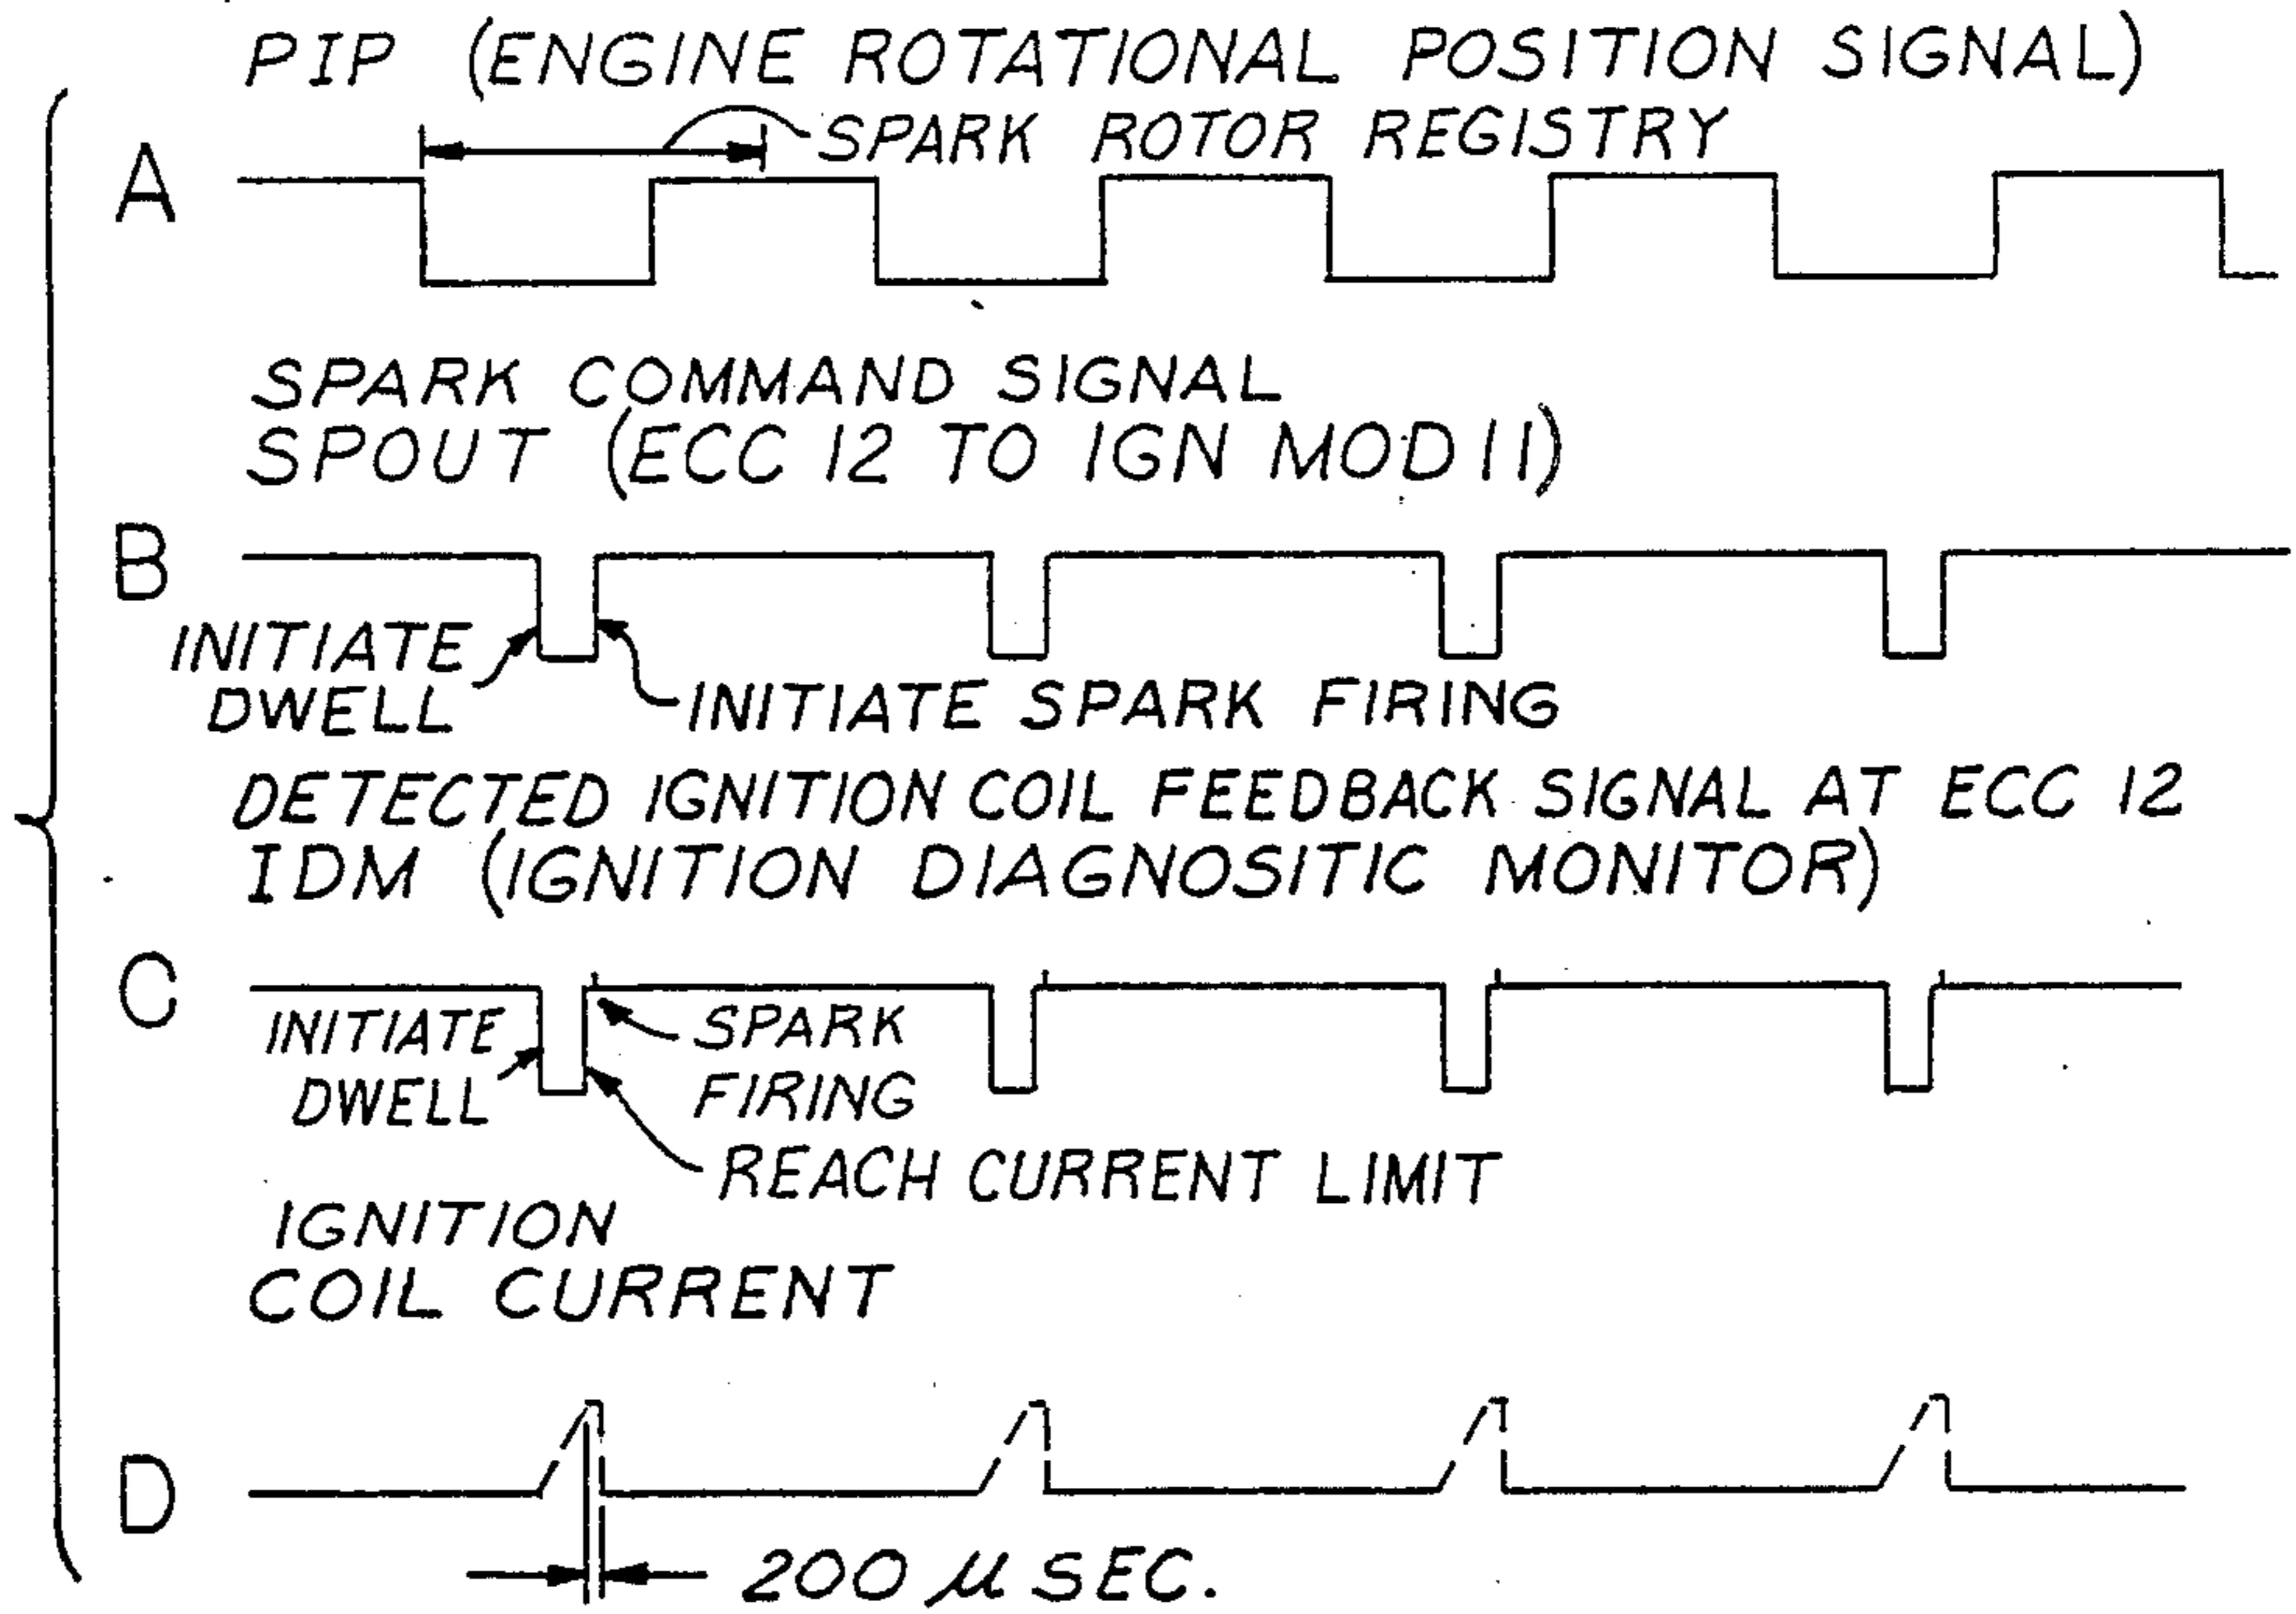 PIP (ENGINE ROTATIONAL POSITION SIGNAL)
SPARK ROTOR REGISTRY
A
SPARK COMMAND SIGNAL
SPOUT (ECC 12 TO IGN MOD 11)
B
INITIATE
DWELL
INITIATE SPARK FIRING
DETECTED IGNITION COIL FEEDBACK SIGNAL AT ECC 12
IDM (IGNITION DIAGNOSITIC MONITOR)
C
INITIATE
DWELL
SPARK
FIRING
REACH CURRENT LIMIT
IGNITION
COIL CURRENT
D
200 µ SEC.